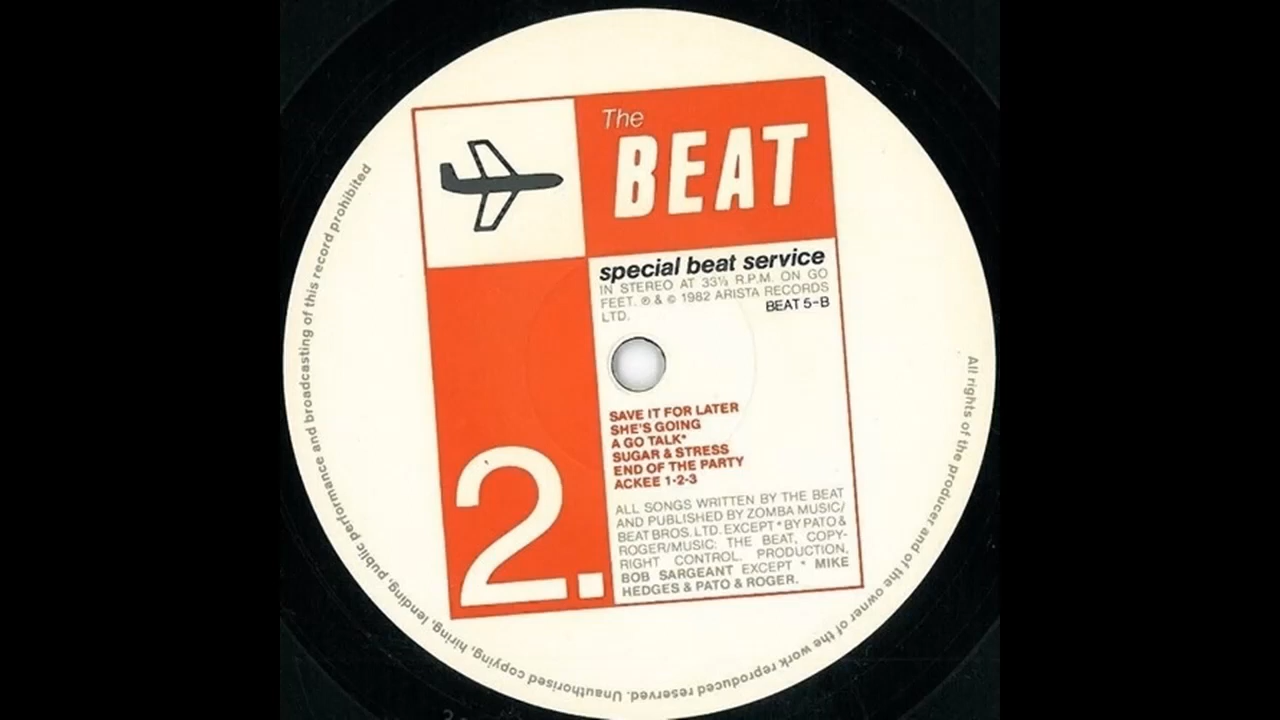 The
BEAT
special beat service
IN STEREO AT 33⅓ R.P.M. ON GO
FEET. ℗ & © 1982 ARISTA RECORDS
LTD.
BEAT 5-B
SAVE IT FOR LATER
SHE'S GOING
A GO TALK*
SUGAR & STRESS
END OF THE PARTY
ACKEE 1·2·3
2.
ALL SONGS WRITTEN BY THE BEAT
AND PUBLISHED BY ZOMBA MUSIC/
BEAT BROS. LTD. EXCEPT * BY PATO &
ROGER/MUSIC: THE BEAT, COPY-
RIGHT CONTROL. PRODUCTION,
BOB SARGEANT EXCEPT * MIKE
HEDGES & PATO & ROGER.
All rights of the producer and of the owner of the work reproduced reserved. Unauthorised copying, hiring, lending, public performance and broadcasting of this record prohibited